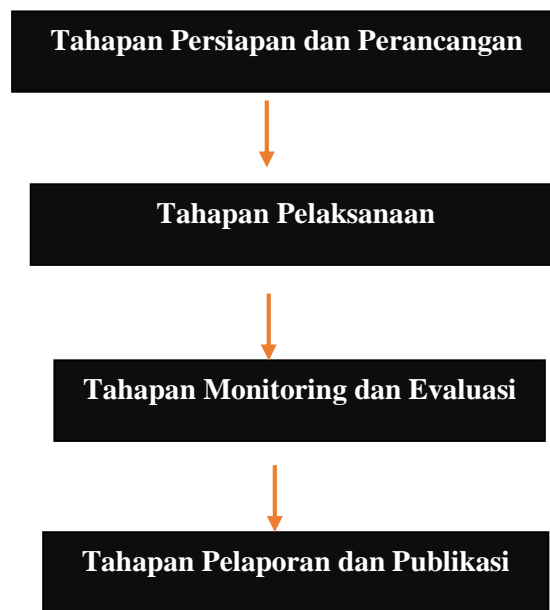 Tahapan Persiapan dan Perancangan
Tahapan Pelaksanaan
Tahapan Monitoring dan Evaluasi
Tahapan Pelaporan dan Publikasi